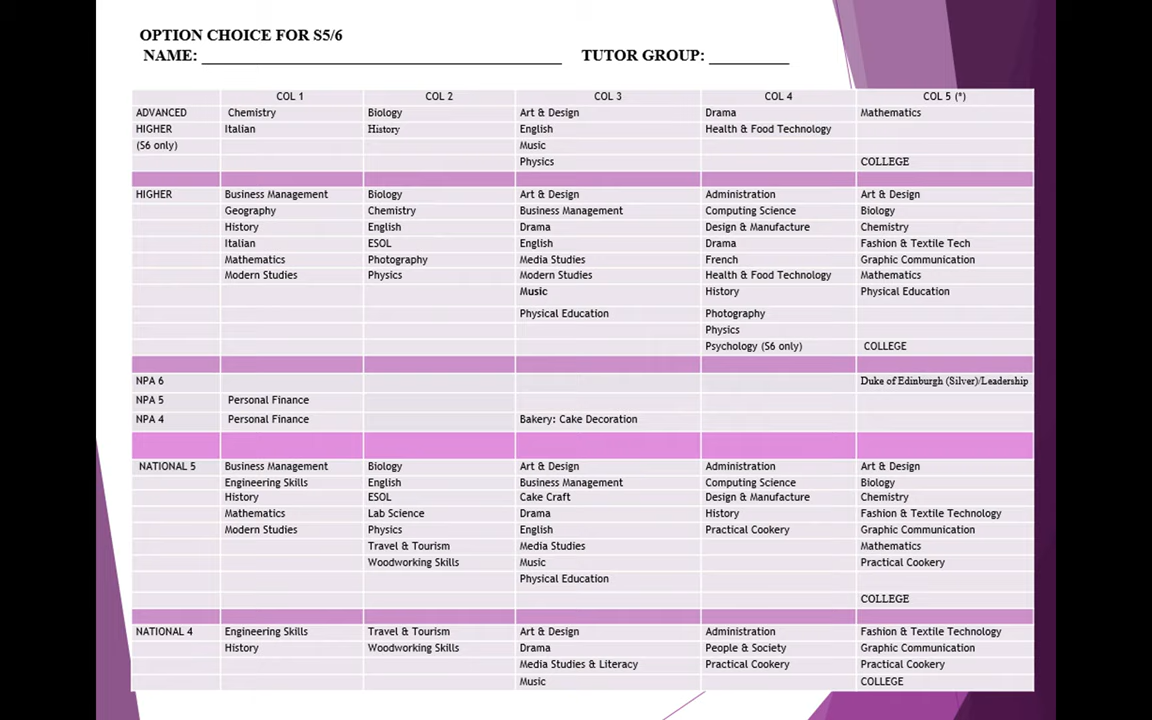 OPTION CHOICE FOR S5/6
NAME: ________________________________ TUTOR GROUP: __________
COL 1 COL 2 COL 3 COL 4 COL 5 (*)
ADVANCED Chemistry Biology Art & Design Drama Mathematics
HIGHER Italian History English Health & Food Technology
(S6 only) Music
Physics COLLEGE
HIGHER Business Management Biology Art & Design Administration Art & Design
Geography Chemistry Business Management Computing Science Biology
History English Drama Design & Manufacture Chemistry
Italian ESOL English Drama Fashion & Textile Tech
Mathematics Photography Media Studies French Graphic Communication
Modern Studies Physics Modern Studies Health & Food Technology Mathematics
Music History Physical Education
Physical Education Photography
Physics
Psychology (S6 only) COLLEGE
NPA 6 Duke of Edinburgh (Silver)/Leadership
NPA 5 Personal Finance
NPA 4 Personal Finance Bakery: Cake Decoration
NATIONAL 5 Business Management Biology Art & Design Administration Art & Design
Engineering Skills English Business Management Computing Science Biology
History ESOL Cake Craft Design & Manufacture Chemistry
Mathematics Lab Science Drama History Fashion & Textile Technology
Modern Studies Physics English Practical Cookery Graphic Communication
Travel & Tourism Media Studies Mathematics
Woodworking Skills Music Practical Cookery
Physical Education
COLLEGE
NATIONAL 4 Engineering Skills Travel & Tourism Art & Design Administration Fashion & Textile Technology
History Woodworking Skills Drama People & Society Graphic Communication
Media Studies & Literacy Practical Cookery Practical Cookery
Music COLLEGE